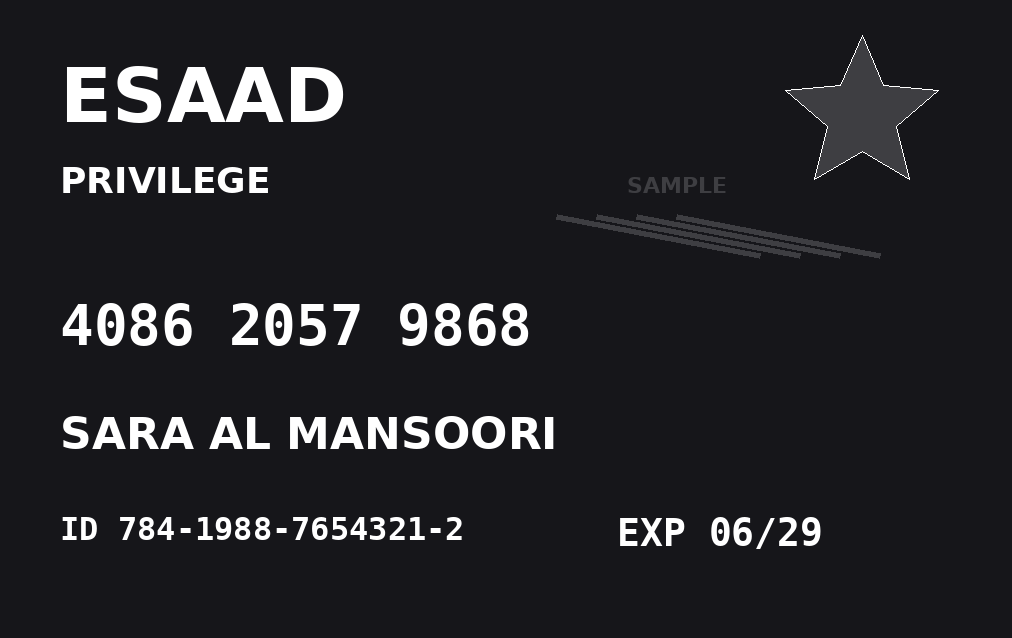 ESAAD
PRIVILEGE
SAMPLE
4086 2057 9868
SARA AL MANSOORI
ID 784-1988-7654321-2
EXP 06/29